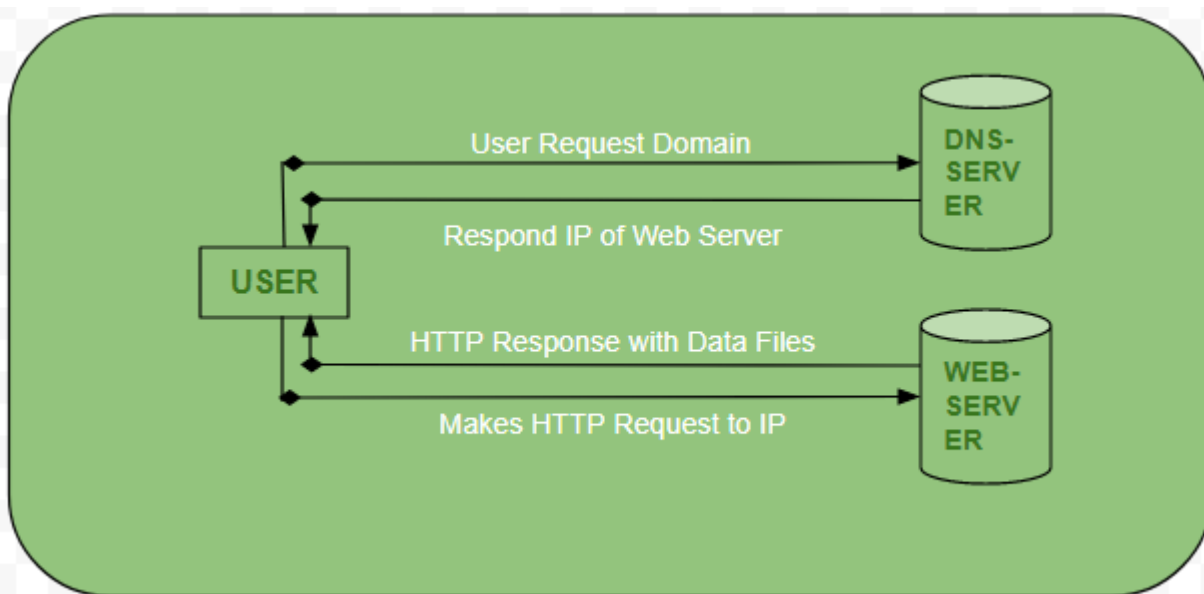 User Request Domain
DNS-
SERV
ER
Respond IP of Web Server
USER
HTTP Response with Data Files
WEB-
SERV
ER
Makes HTTP Request to IP